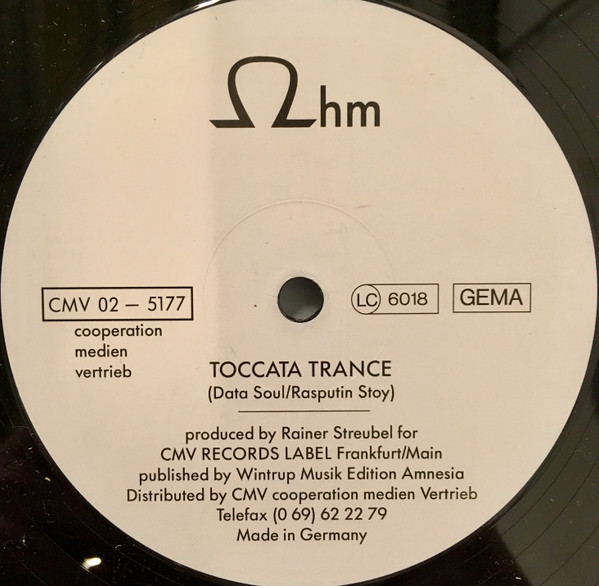 Ωhm
CMV 02 – 5177
LC 6018
GEMA
cooperation
medien
vertrieb
TOCCATA TRANCE
(Data Soul/Rasputin Stoy)
produced by Rainer Streubel for
CMV RECORDS LABEL Frankfurt/Main
published by Wintrup Musik Edition Amnesia
Distributed by CMV cooperation medien Vertrieb
Telefax (0 69) 62 22 79
Made in Germany